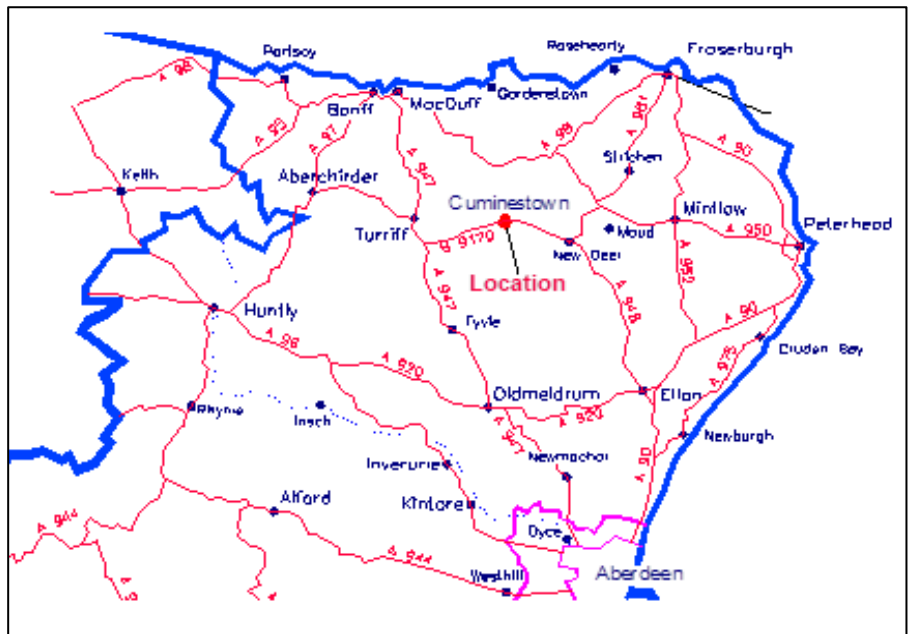 Portsoy
Rosehearty
Fraserburgh
A 98
Banff
MacDuff
Gardenstown
A 981
A 95
A 97
A 98
A 90
Strichen
Keith
Aberchirder
A 947
Cuminestown
Mintlaw
Turriff
B 9170
Maud
A 950
Peterhead
New Deer
Location
A 952
A 947
A 948
A 90
Huntly
Fyvie
A 96
Cruden Bay
A 975
A 920
Oldmeldrum
Ellon
Rhynie
Insch
A 920
Newburgh
A 947
Inverurie
Newmachar
A 90
Alford
Kintore
A 944
Dyce
A 944
Westhill
Aberdeen